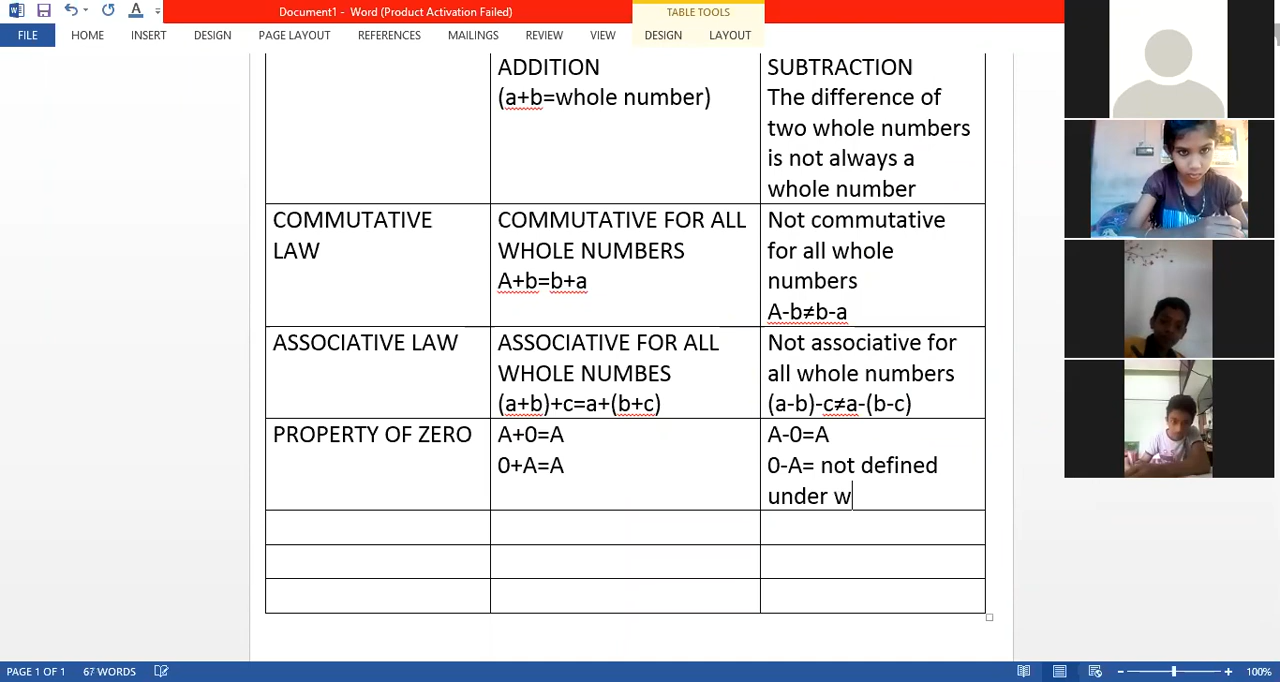 Document1 - Word (Product Activation Failed)
TABLE TOOLS
FILE HOME INSERT DESIGN PAGE LAYOUT REFERENCES MAILINGS REVIEW VIEW DESIGN LAYOUT
ADDITION
(a+b=whole number)
SUBTRACTION
The difference of
two whole numbers
is not always a
whole number
COMMUTATIVE
LAW
COMMUTATIVE FOR ALL
WHOLE NUMBERS
A+b=b+a
Not commutative
for all whole
numbers
A-b≠b-a
ASSOCIATIVE LAW
ASSOCIATIVE FOR ALL
WHOLE NUMBES
(a+b)+c=a+(b+c)
Not associative for
all whole numbers
(a-b)-c≠a-(b-c)
PROPERTY OF ZERO
A+0=A
0+A=A
A-0=A
0-A= not defined
under w
PAGE 1 OF 1 67 WORDS 100%